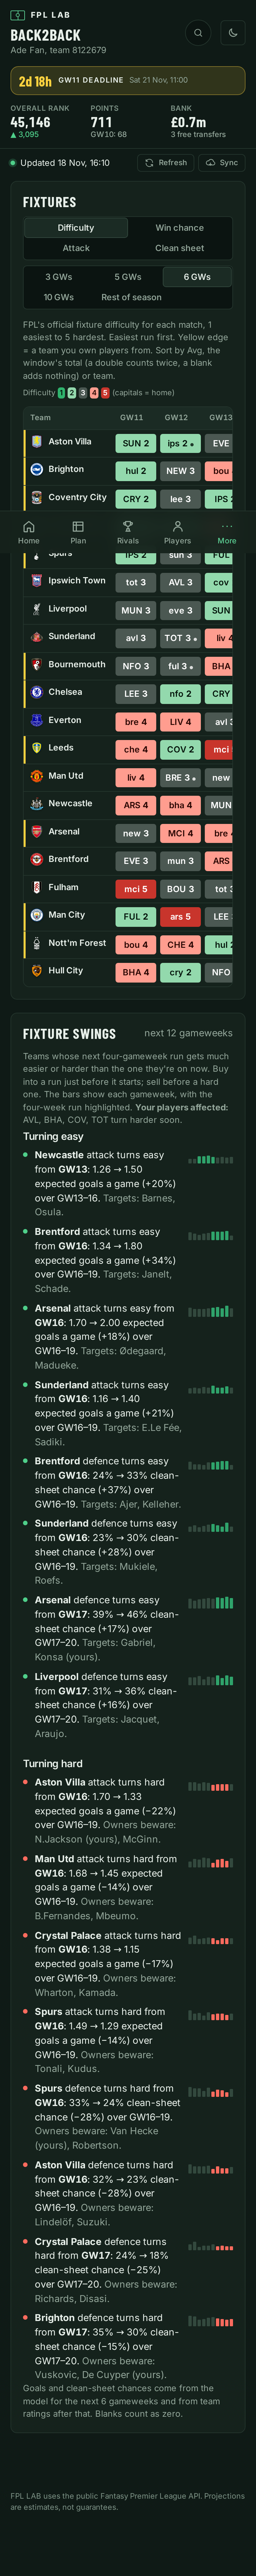 FPL LAB
BACK2BACK
Ade Fan, team 8122679
2d 18h GW11 DEADLINE Sat 21 Nov, 11:00
OVERALL RANK POINTS BANK
45,146 711 £0.7m
▲ 3,095 GW10: 68 3 free transfers
Updated 18 Nov, 16:10 Refresh Sync
FIXTURES
Difficulty Win chance
Attack Clean sheet
3 GWs 5 GWs 6 GWs
10 GWs Rest of season
FPL's official fixture difficulty for each match, 1
easiest to 5 hardest. Easiest run first. Yellow edge
= a team you own players from. Sort by Avg, the
window's total (a double counts twice, a blank
adds nothing) or team.
Difficulty 1 2 3 4 5 (capitals = home)
Team GW11 GW12 GW13
Aston Villa SUN 2 ips 2 EVE
Brighton hul 2 NEW 3 bou
Coventry City CRY 2 lee 3 IPS 2
Home Plan Rivals Players More
Spurs IPS 2 sun 3 FUL
Ipswich Town tot 3 AVL 3 cov
Liverpool MUN 3 eve 3 SUN
Sunderland avl 3 TOT 3 liv 4
Bournemouth NFO 3 ful 3 BHA
Chelsea LEE 3 nfo 2 CRY
Everton bre 4 LIV 4 avl 3
Leeds che 4 COV 2 mci
Man Utd liv 4 BRE 3 new
Newcastle ARS 4 bha 4 MUN
Arsenal new 3 MCI 4 bre
Brentford EVE 3 mun 3 ARS
Fulham mci 5 BOU 3 tot 3
Man City FUL 2 ars 5 LEE
Nott'm Forest bou 4 CHE 4 hul 2
Hull City BHA 4 cry 2 NFO
FIXTURE SWINGS next 12 gameweeks
Teams whose next four-gameweek run gets much
easier or harder than the one they're on now. Buy
into a run just before it starts; sell before a hard
one. The bars show each gameweek, with the
four-week run highlighted. Your players affected:
AVL, BHA, COV, TOT turn harder soon.
Turning easy
Newcastle attack turns easy
from GW13: 1.26 → 1.50
expected goals a game (+20%)
over GW13–16. Targets: Barnes,
Osula.
Brentford attack turns easy
from GW16: 1.34 → 1.80
expected goals a game (+34%)
over GW16–19. Targets: Janelt,
Schade.
Arsenal attack turns easy from
GW16: 1.70 → 2.00 expected
goals a game (+18%) over
GW16–19. Targets: Ødegaard,
Madueke.
Sunderland attack turns easy
from GW16: 1.16 → 1.40
expected goals a game (+21%)
over GW16–19. Targets: E.Le Fée,
Sadiki.
Brentford defence turns easy
from GW16: 24% → 33% clean-
sheet chance (+37%) over
GW16–19. Targets: Ajer, Kelleher.
Sunderland defence turns easy
from GW16: 23% → 30% clean-
sheet chance (+28%) over
GW16–19. Targets: Mukiele,
Roefs.
Arsenal defence turns easy
from GW17: 39% → 46% clean-
sheet chance (+17%) over
GW17–20. Targets: Gabriel,
Konsa (yours).
Liverpool defence turns easy
from GW17: 31% → 36% clean-
sheet chance (+16%) over
GW17–20. Targets: Jacquet,
Araujo.
Turning hard
Aston Villa attack turns hard
from GW16: 1.70 → 1.33
expected goals a game (−22%)
over GW16–19. Owners beware:
N.Jackson (yours), McGinn.
Man Utd attack turns hard from
GW16: 1.68 → 1.45 expected
goals a game (−14%) over
GW16–19. Owners beware:
B.Fernandes, Mbeumo.
Crystal Palace attack turns hard
from GW16: 1.38 → 1.15
expected goals a game (−17%)
over GW16–19. Owners beware:
Wharton, Kamada.
Spurs attack turns hard from
GW16: 1.49 → 1.29 expected
goals a game (−14%) over
GW16–19. Owners beware:
Tonali, Kudus.
Spurs defence turns hard from
GW16: 33% → 24% clean-sheet
chance (−28%) over GW16–19.
Owners beware: Van Hecke
(yours), Robertson.
Aston Villa defence turns hard
from GW16: 32% → 23% clean-
sheet chance (−28%) over
GW16–19. Owners beware:
Lindelöf, Suzuki.
Crystal Palace defence turns
hard from GW17: 24% → 18%
clean-sheet chance (−25%)
over GW17–20. Owners beware:
Richards, Disasi.
Brighton defence turns hard
from GW17: 35% → 30% clean-
sheet chance (−15%) over
GW17–20. Owners beware:
Vuskovic, De Cuyper (yours).
Goals and clean-sheet chances come from the
model for the next 6 gameweeks and from team
ratings after that. Blanks count as zero.
FPL LAB uses the public Fantasy Premier League API. Projections
are estimates, not guarantees.